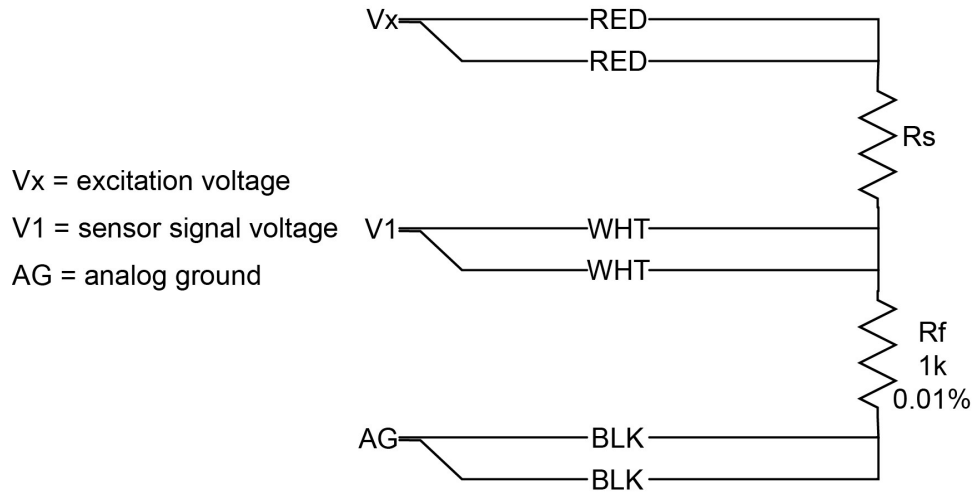 Vx RED
RED
Rs
Vx = excitation voltage
V1 = sensor signal voltage
AG = analog ground
V1 WHT
WHT
Rf
1k
0.01%
AG BLK
BLK